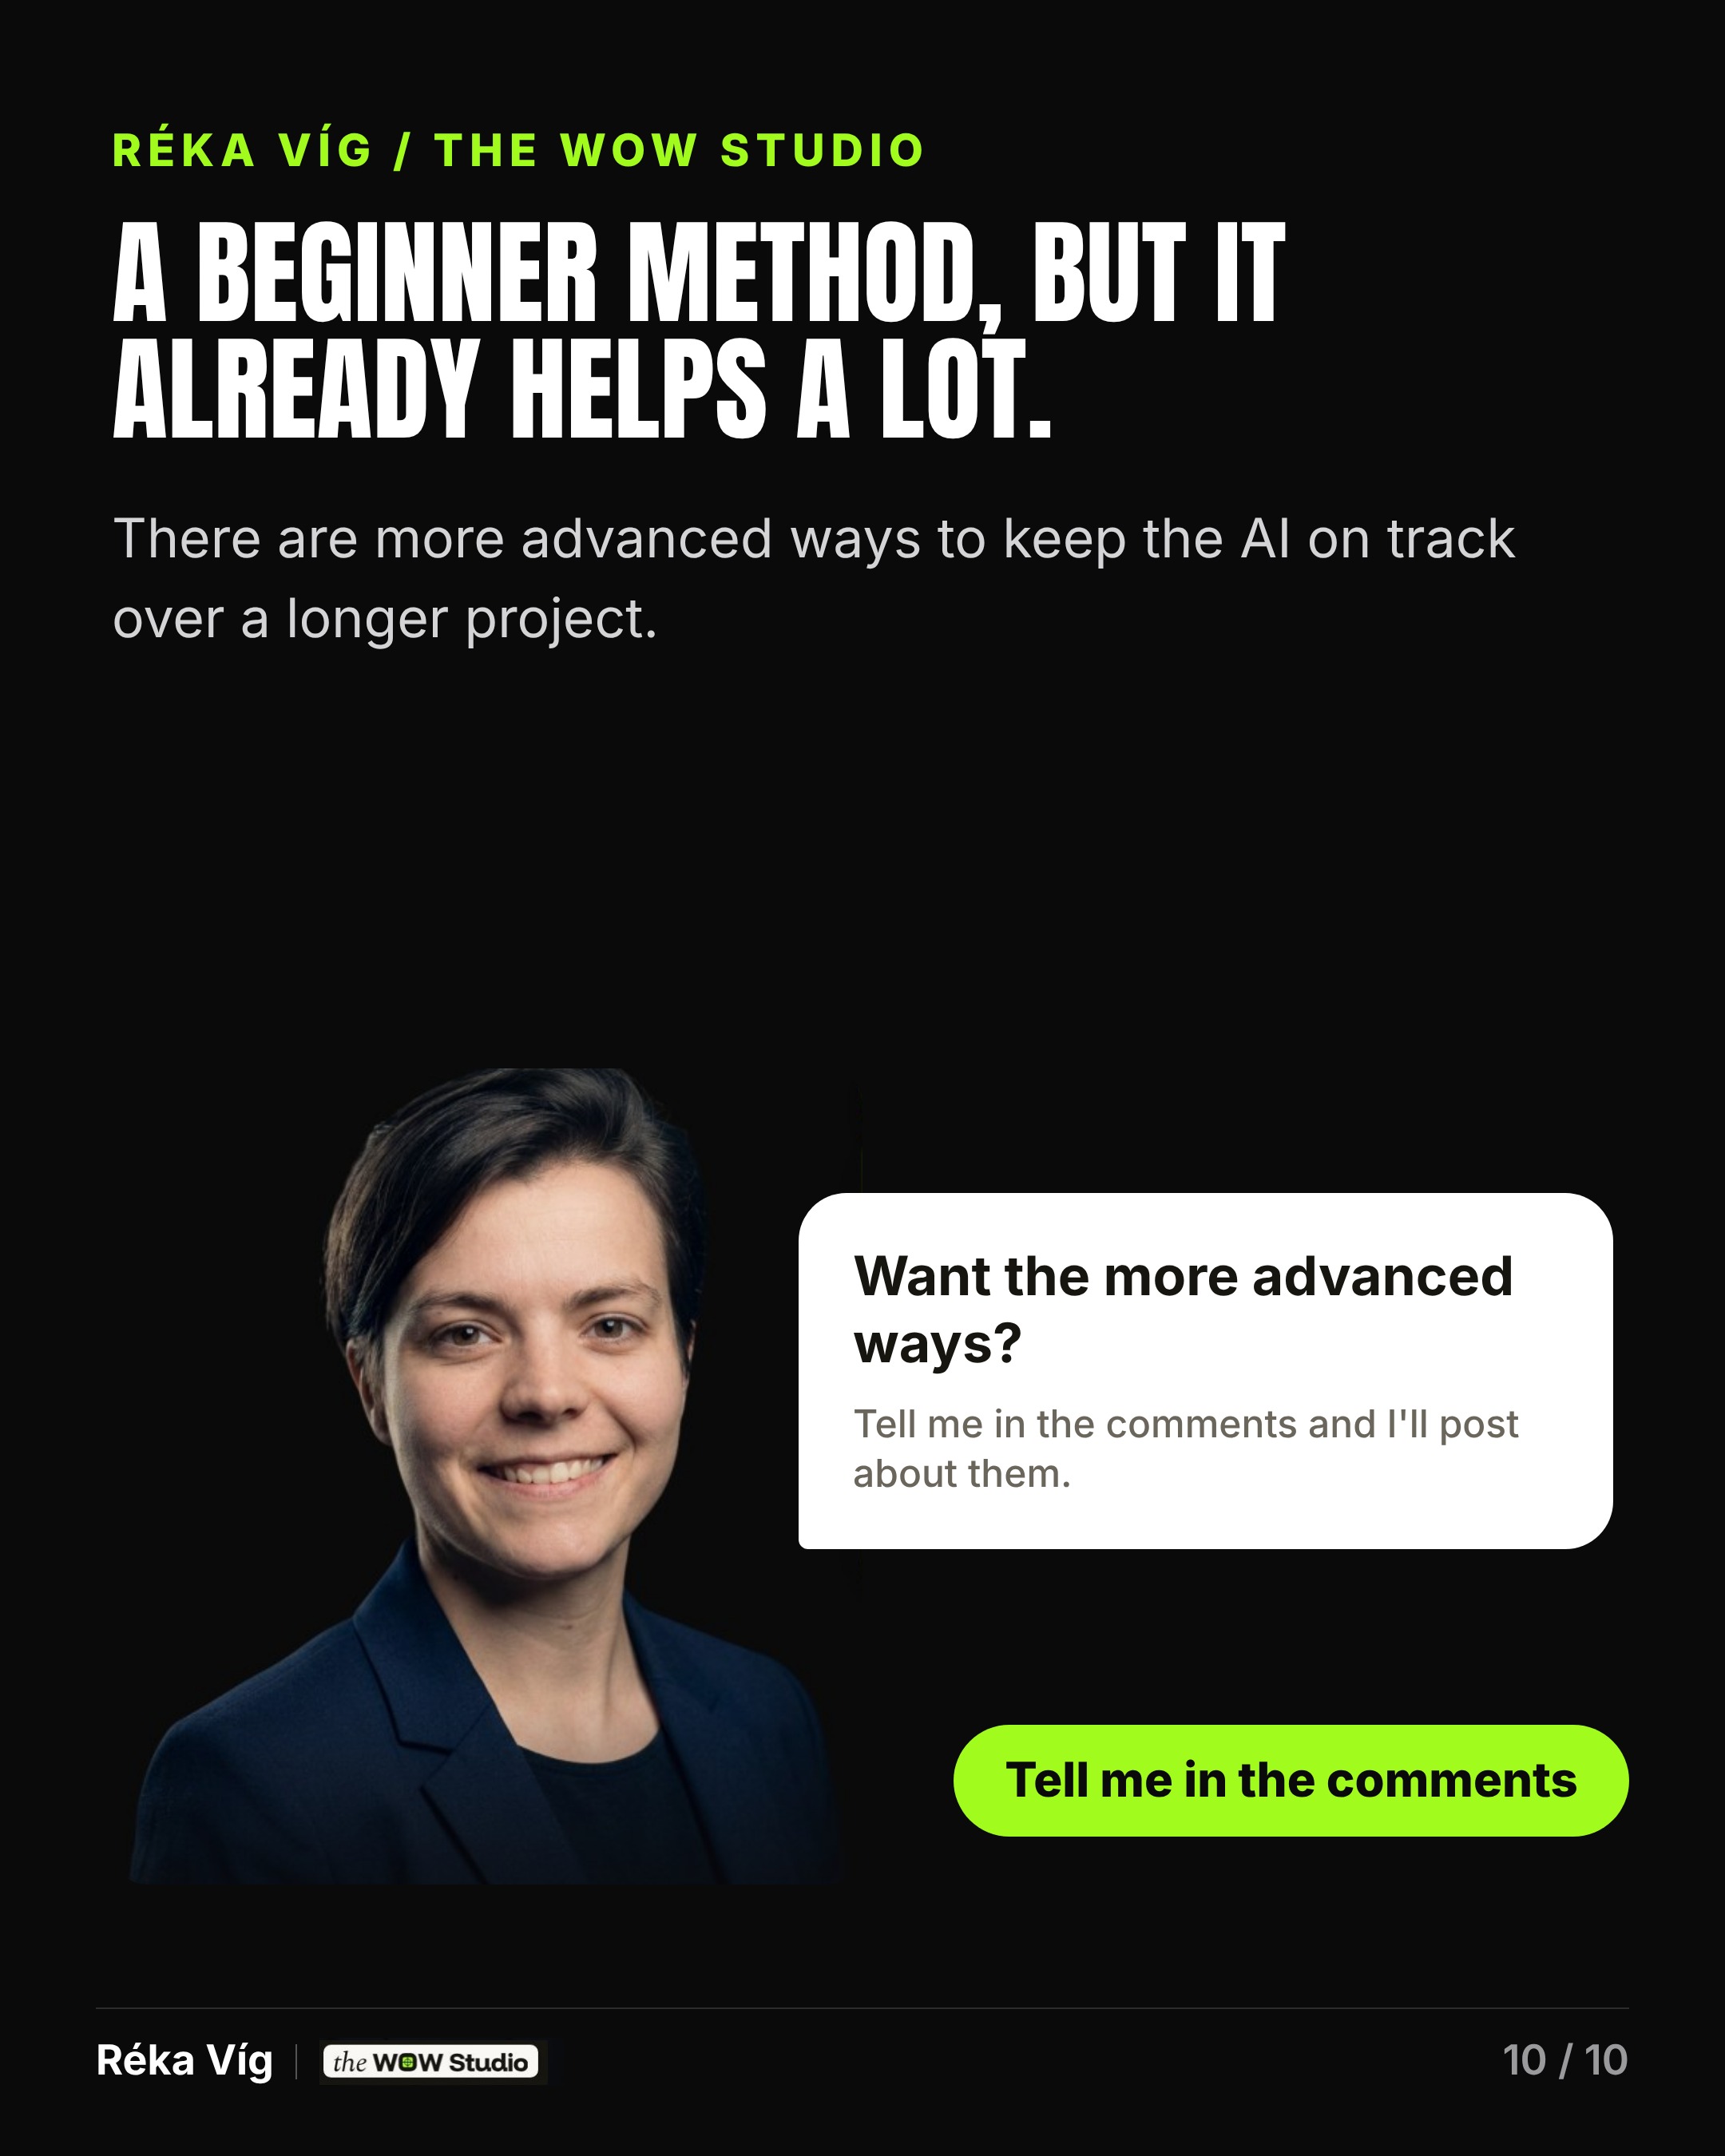 RÉKA VÍG / THE WOW STUDIO
A BEGINNER METHOD, BUT IT
ALREADY HELPS A LOT.
There are more advanced ways to keep the AI on track
over a longer project.
Want the more advanced
ways?
Tell me in the comments and I'll post
about them.
Tell me in the comments
Réka Víg
the WOW Studio
10 / 10